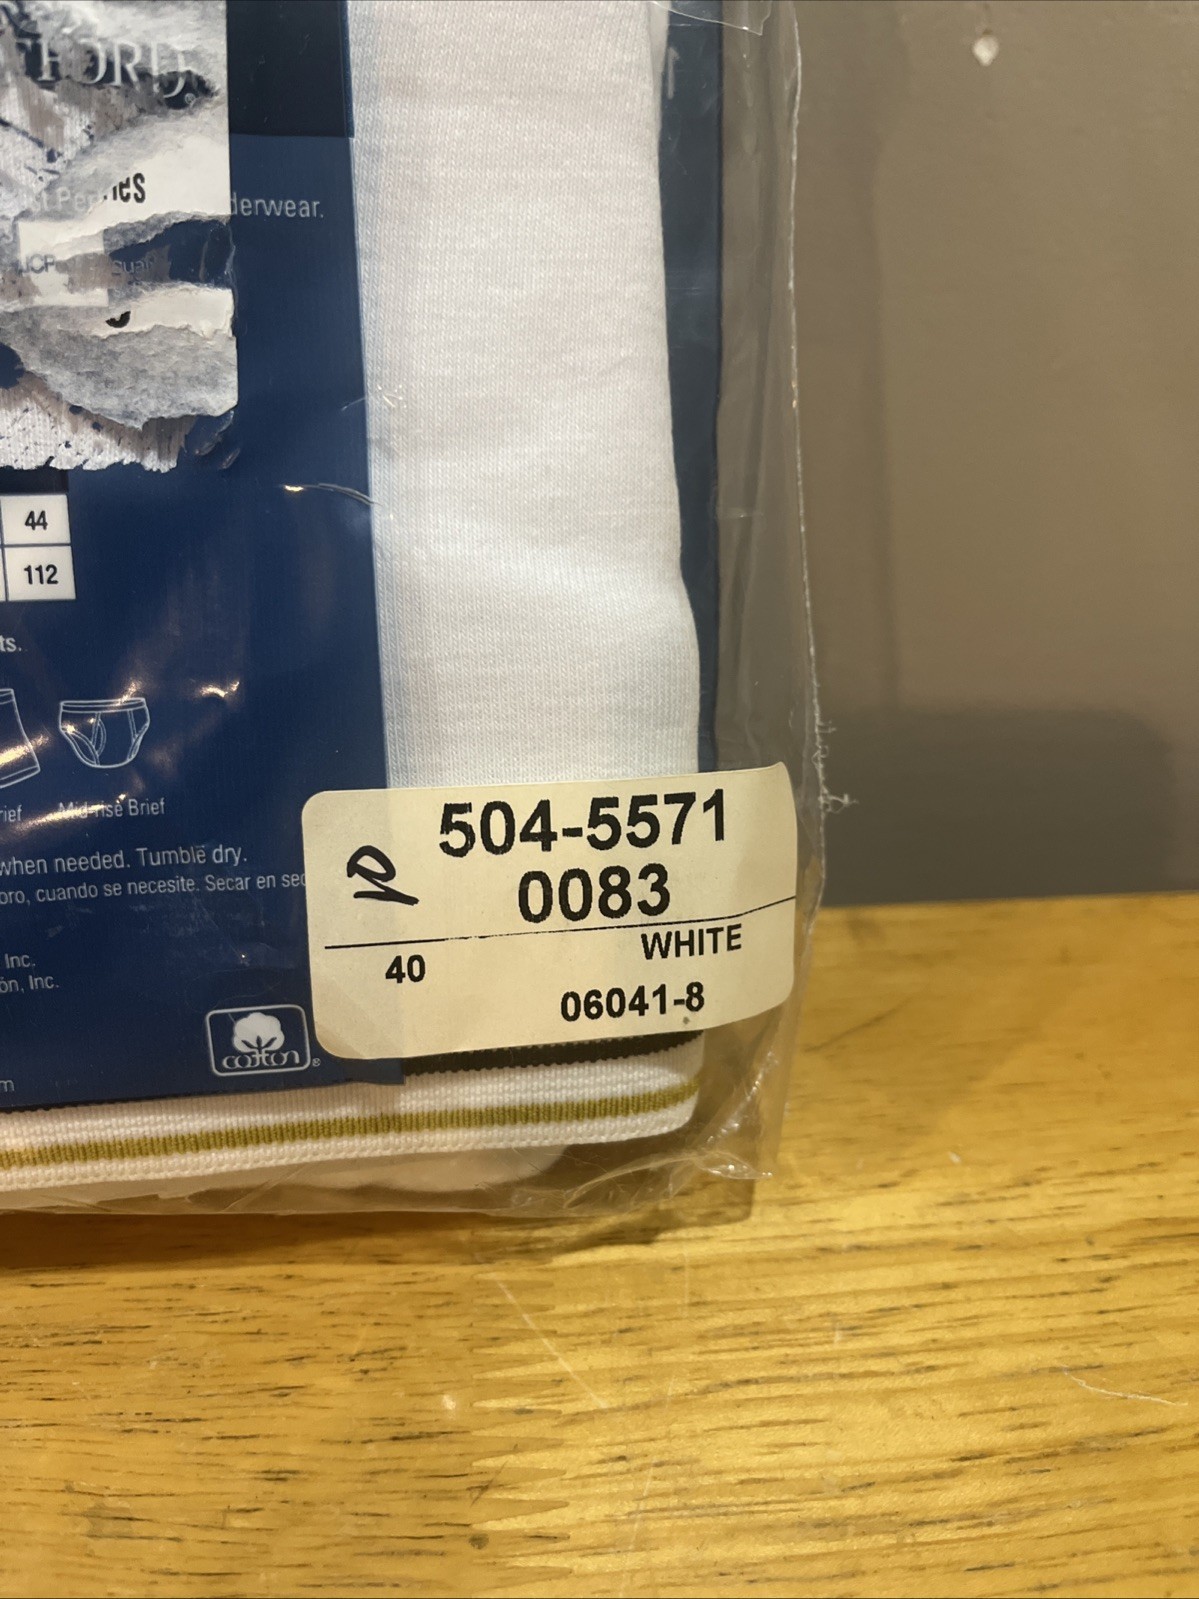 FORD®
ies
derwear.
44
112
ts.
rief
Mid-rise Brief
when needed. Tumble dry.
oro, cuando se necesite. Secar en sec
Inc.
ón, Inc.
cotton®
m
504-5571
0083
40
WHITE
06041-8